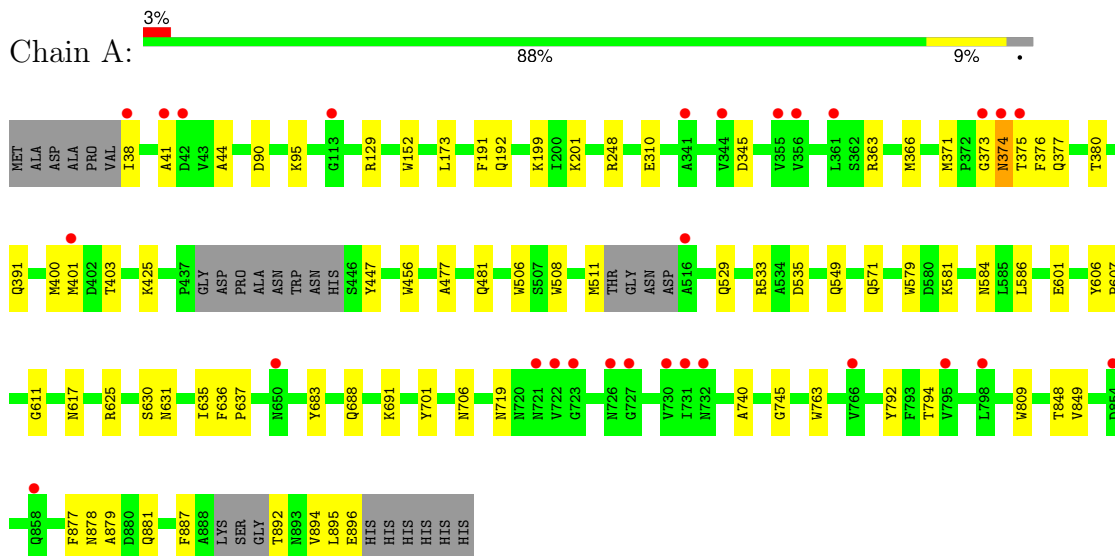 3%
Chain A:
88% 9% •
MET ALA ASP ALA PRO VAL I38 A41 D42 V43 A44 D90 K95 G113 R129 W152 L173 F191 Q192 K199 I200 K201 R248 E310 A341 V344 D345 V355 V356 L361 S362 R363 M366 M371 P372 G373 N374 T375 F376 Q377 T380
Q391 M400 M401 D402 T403 K425 P437 GLY ASP PRO ALA ASN TRP ASN HIS S446 Y447 W456 A477 Q481 W506 S507 W508 M511 THR GLY ASN ASP A516 Q529 R533 A534 D535 Q549 Q571 W579 D580 K581 N584 L585 L586 E601 Y606
G611 N617 R625 S630 N631 I635 F636 P637 N650 Y683 Q688 K691 Y701 N706 N719 N720 N721 V722 G723 N726 G727 V730 I731 N732 A740 G745 W763 V766 Y792 F793 T794 V795 L798 W809 T848 V849
Q858 F877 N878 A879 D880 Q881 F887 A888 LYS SER GLY T892 N893 V894 L895 E896 HIS HIS HIS HIS HIS HIS